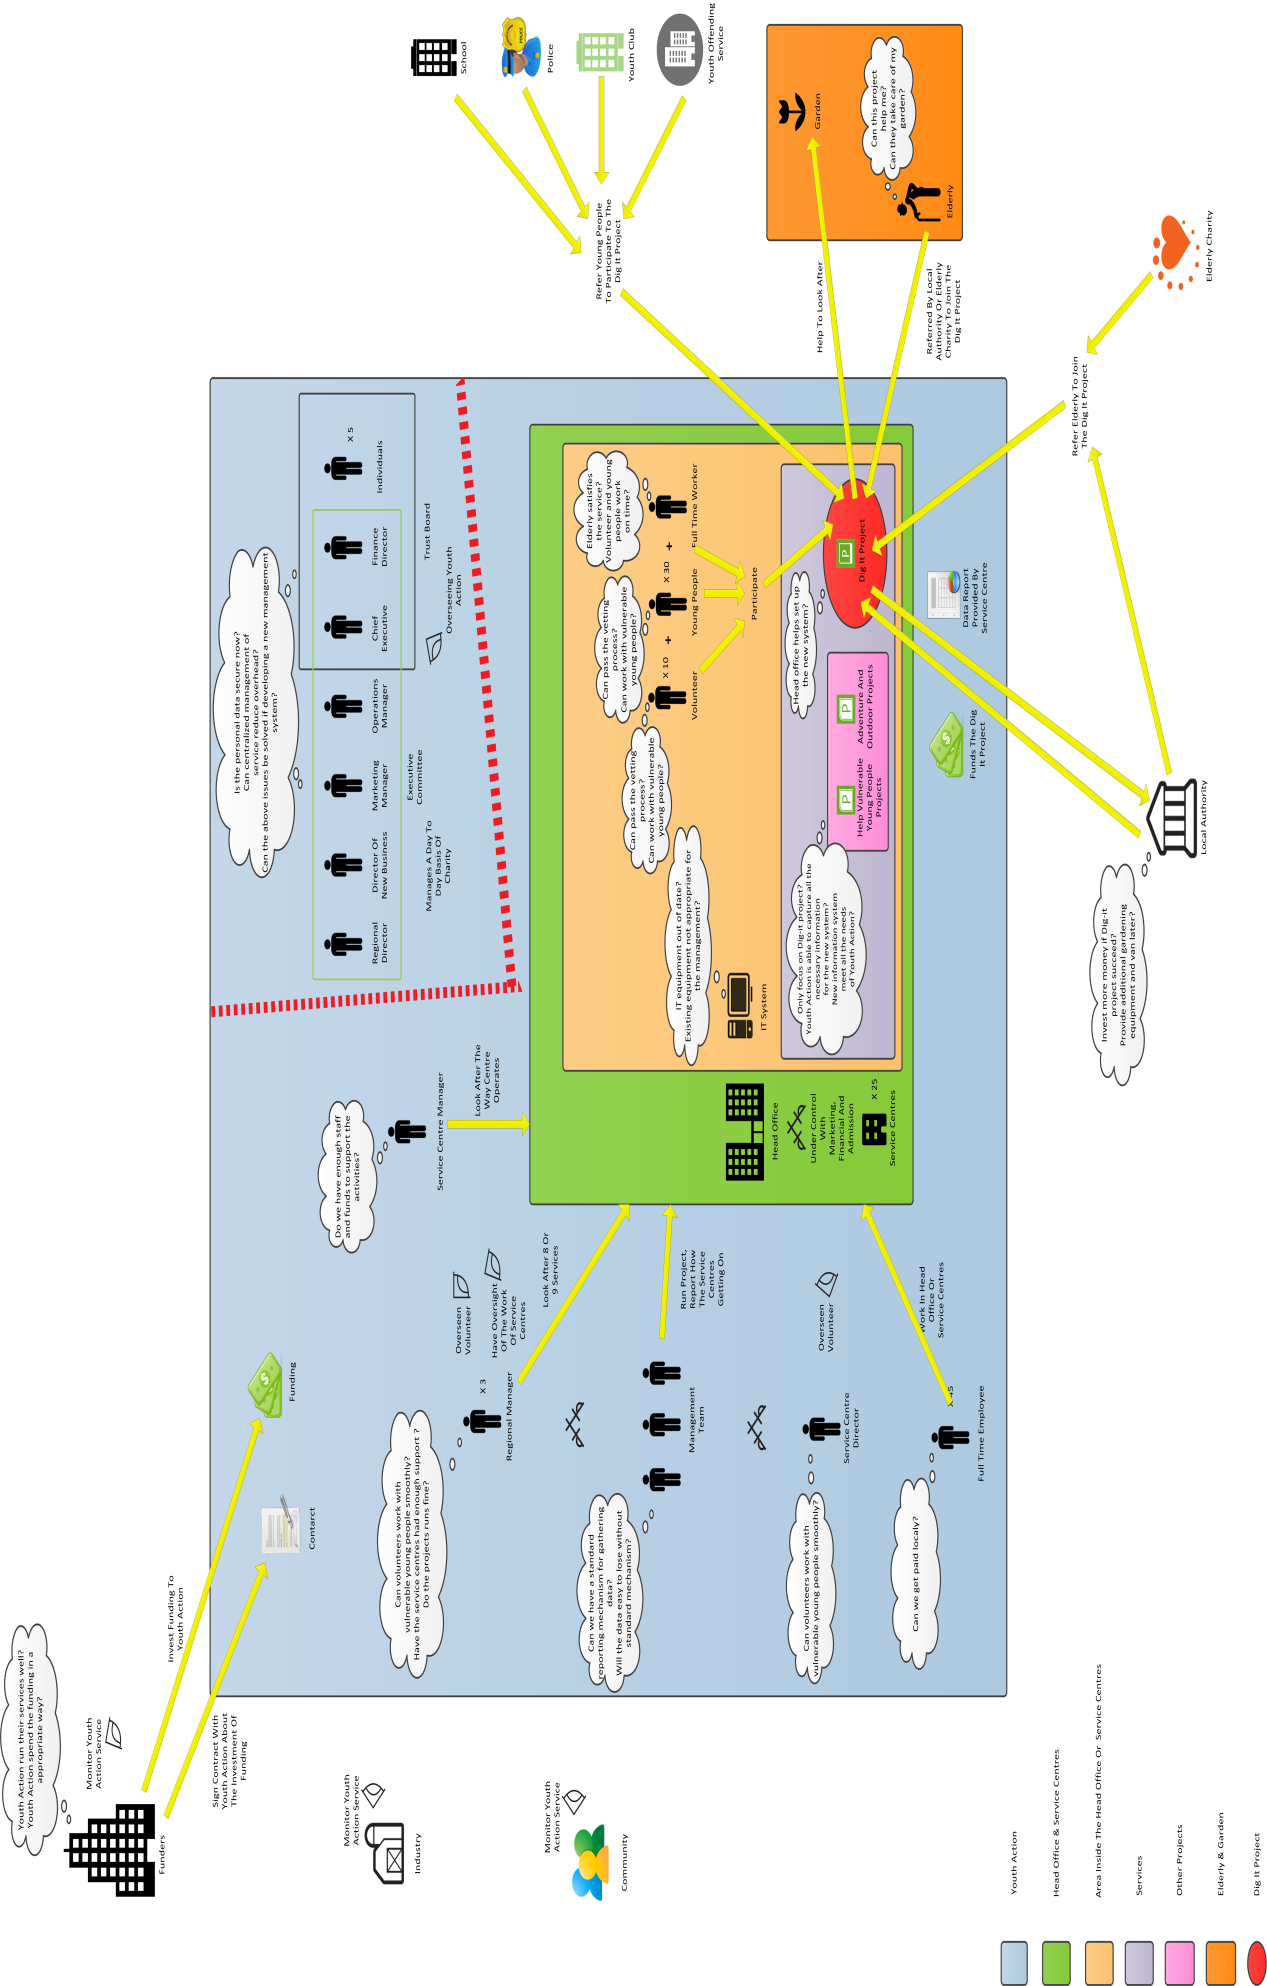 Youth Action run their services well?
Youth Action spend the funding in a
appropriate way?
Monitor Youth
Action Service
Funders
Invest Funding To
Youth Action
Sign Contract With
Youth Action About
The Investment Of
Funding
Funding
Contarct
Monitor Youth
Action Service
Industry
Monitor Youth
Action Service
Community
Is the personal data secure now?
Can centralized management of
service reduce overhead?
Can the above issues be solved if developing a new management
system?
Regional
Director
Director Of
New Business
Marketing
Manager
Operations
Manager
Chief
Executive
Finance
Director
Individuals
X 5
Executive
Committee
Manages A Day To
Day Basis Of
Charity
Trust Board
Overseeing Youth
Action
Do we have enough staff
and funds to support the
activities?
Service Centre Manager
Look After The
Way Centre
Operates
Can volunteers work with
vulnerable young people smoothly?
Have the service centres had enough support ?
Do the projects runs fine?
Regional Manager
X 3
Overseen
Volunteer
Have Oversight
Of The Work
Of Service
Centres
Look After 8 Or
9 Services
Can we have a standard
reporting mechanism for gathering
data?
Will the data easy to lose without
standard mechanism?
Management
Team
Run Project,
Report How
The Service
Centres
Getting On
Can volunteers work with
vulnerable young people smoothly?
Service Centre
Director
Overseen
Volunteer
Can we get paid localy?
Full Time Employee
X 45
Work In Head
Office Or
Service Centres
Head Office
Under Control
With
Marketing,
Financial And
Admission
X 25
Service Centres
IT equipment out of date?
Existing equipment not appropriate for
the management?
IT System
Can pass the vetting
process?
Can work with vulnerable
young people?
Volunteer
X 10
+
Can pass the vetting
process?
Can work with vulnerable
young people?
Young People
X 30
+
Elderly satisfies
the service?
Volunteer and young
people work
on time?
Full Time Worker
Participate
Only focus on Dig-it project?
Youth Action is able to capture all the
necessary information
for the new system?
New information system
meet all the needs
of Youth Action?
P
Help Vulnerable
Young People
Projects
P
Adventure And
Outdoor Projects
Head office helps set up
the new system?
P
Dig It Project
School
Police
POLICE
Youth Club
Youth Offending
Service
Refer Young People
To Participate To The
Dig It Project
Garden
Can this project
help me?
Can they take care of my
garden?
Elderly
Help To Look After
Referred By Local
Authority Or Elderly
Charity To Join The
Dig It Project
Elderly Charity
Refer Elderly To Join
The Dig It Project
Data Report
Provided By
Service Centre
$
Funds The Dig
It Project
$
Local Authority
Invest more money if Dig-it
project succeed?
Provide additional gardening
equipment and van later?
Youth Action
Head Office & Service Centres
Area Inside The Head Office Or Service Centres
Services
Other Projects
Elderly & Garden
Dig It Project